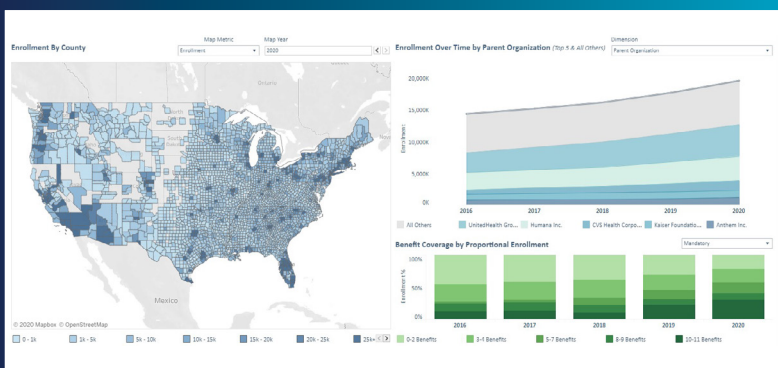 Map Metric
Map Year
Enrollment By County
Enrollment
2020
Ontario
North
South
Mexico
© 2020 Mapbox © OpenStreetMap
0 - 1k
1k - 5k
5k - 10k
10k - 15k
15k - 20k
20k - 25k
25k+
Dimension
Enrollment Over Time by Parent Organization (Top 5 & All Others)
Parent Organization
20,000K
15,000K
10,000K
5,000K
0K
Enrollment
2016 2017 2018 2019 2020
All Others
UnitedHealth Gro...
Humana Inc.
CVS Health Corpo...
Kaiser Foundatio...
Anthem Inc.
Benefit Coverage by Proportional Enrollment
Mandatory
100%
50%
0%
Enrollment %
2016 2017 2018 2019 2020
0-2 Benefits
3-4 Benefits
5-7 Benefits
8-9 Benefits
10-11 Benefits